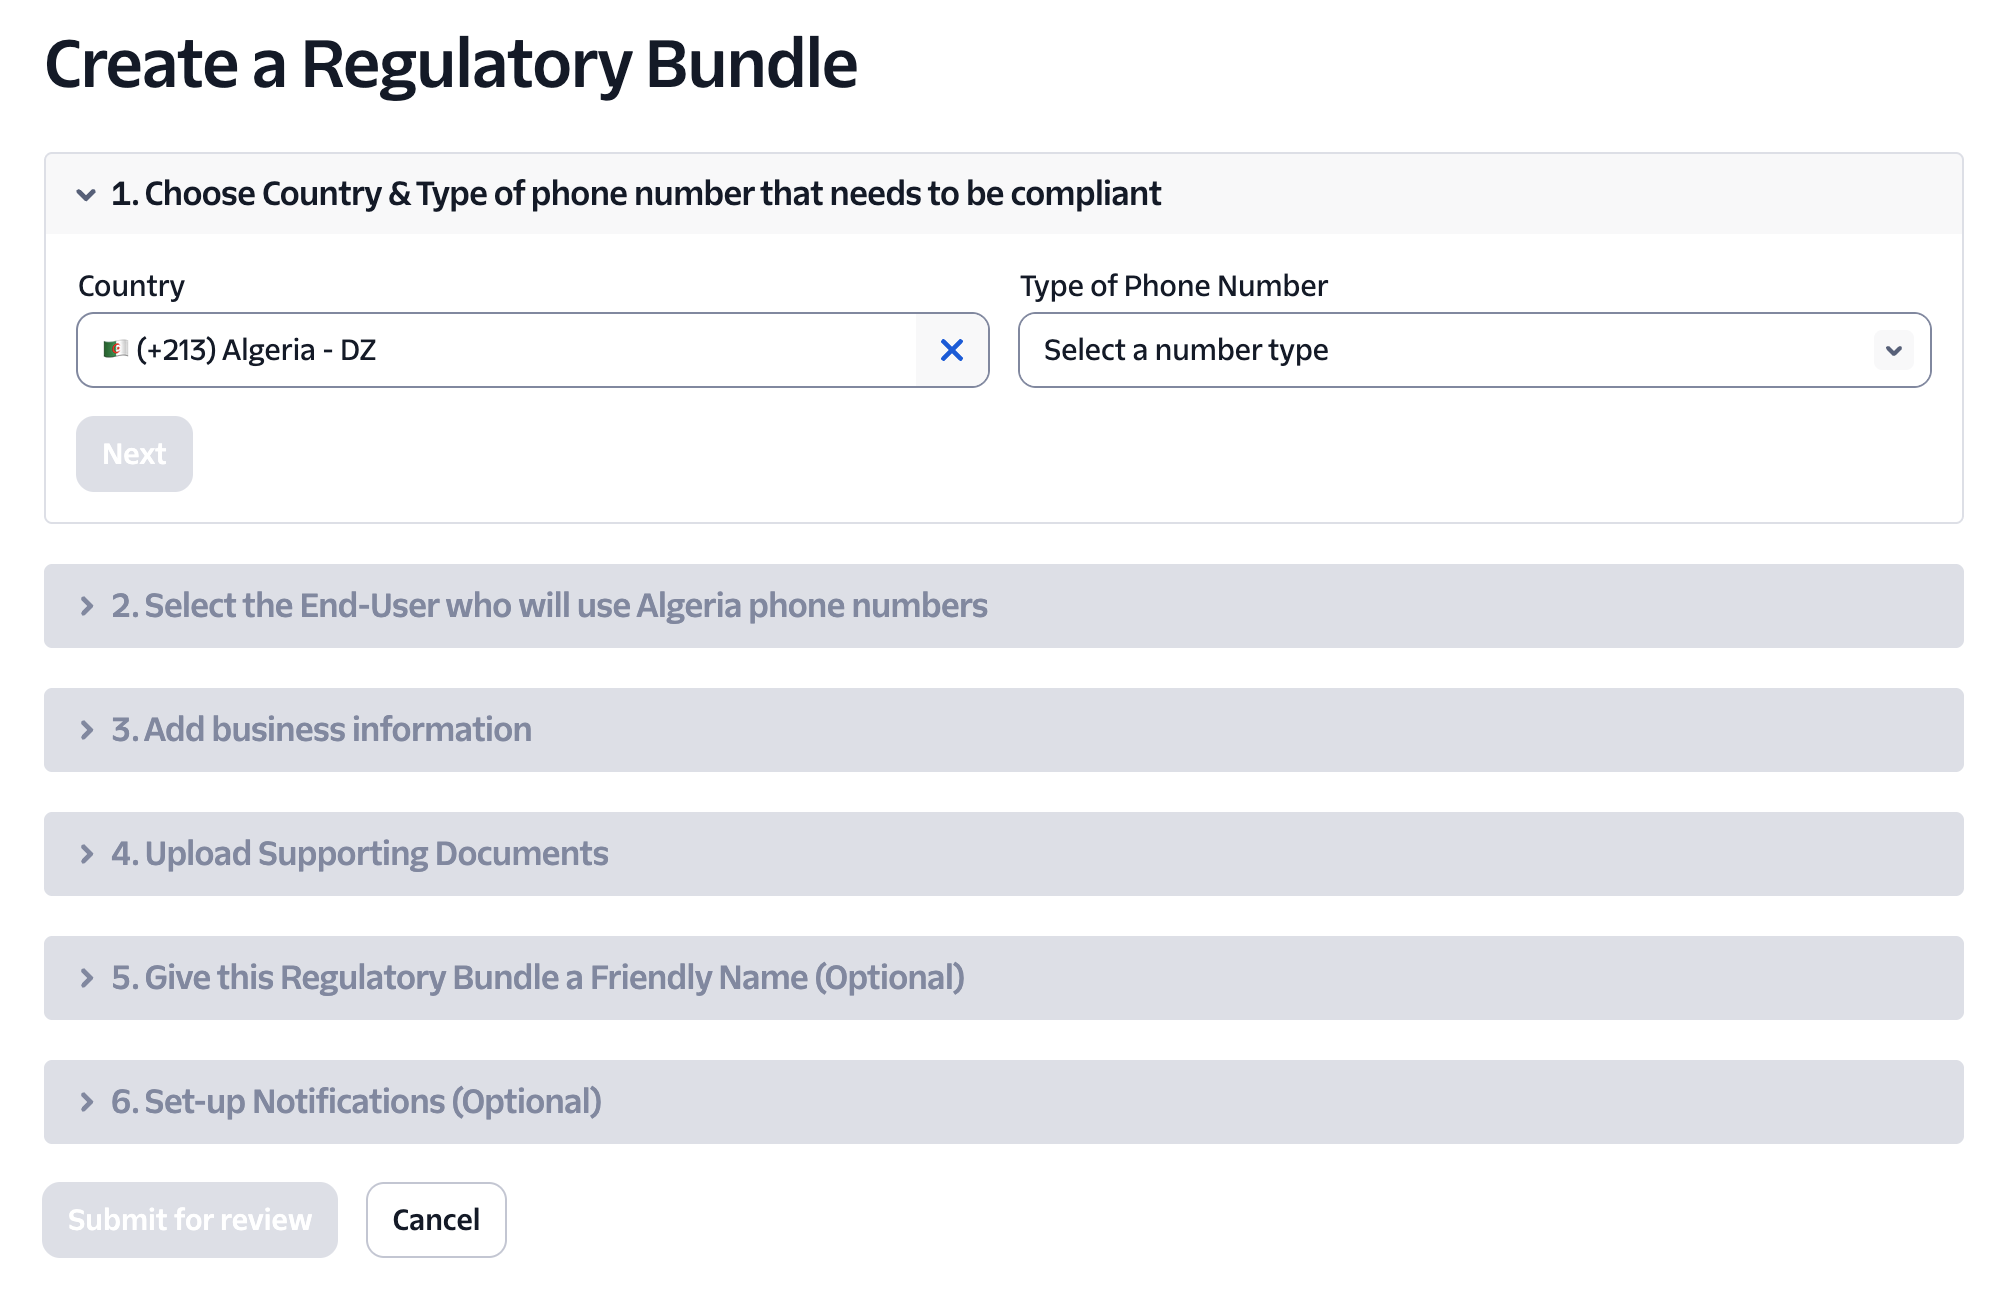 Create a Regulatory Bundle
1. Choose Country & Type of phone number that needs to be compliant
Country
Type of Phone Number
(+213) Algeria - DZ
Select a number type
Next
2. Select the End-User who will use Algeria phone numbers
3. Add business information
4. Upload Supporting Documents
5. Give this Regulatory Bundle a Friendly Name (Optional)
6. Set-up Notifications (Optional)
Submit for review
Cancel